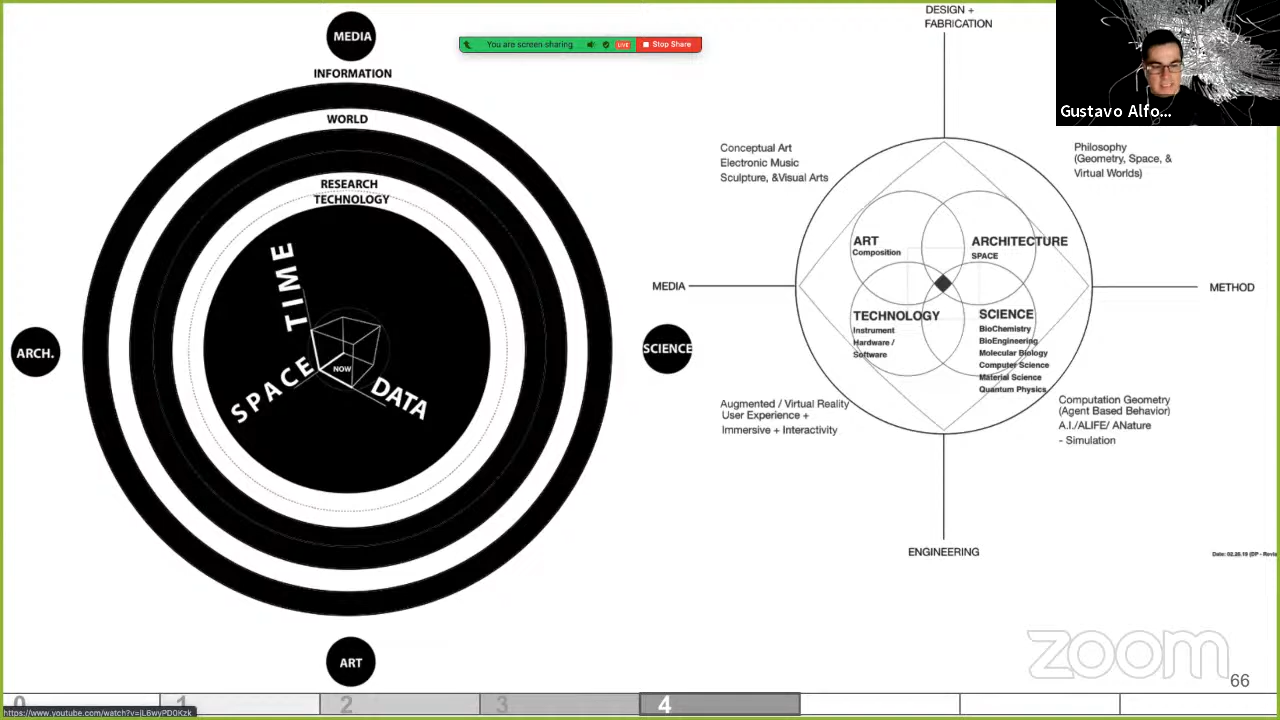 MEDIA
INFORMATION
WORLD
RESEARCH
TECHNOLOGY
TIME
SPACE
NOW
DATA
ARCH.
SCIENCE
ART
You are screen sharing
LIVE
Stop Share
DESIGN +
FABRICATION
Gustavo Alfo...
Conceptual Art
Electronic Music
Sculpture, &Visual Arts
Philosophy
(Geometry, Space, &
Virtual Worlds)
ART
Composition
ARCHITECTURE
SPACE
MEDIA
METHOD
TECHNOLOGY
Instrument
Hardware /
Software
SCIENCE
BioChemistry
BioEngineering
Molecular Biology
Computer Science
Material Science
Quantum Physics
Augmented / Virtual Reality
User Experience +
Immersive + Interactivity
Computation Geometry
(Agent Based Behavior)
A.I./ALIFE/ ANature
- Simulation
ENGINEERING
zoom
66
0
1
2
3
4